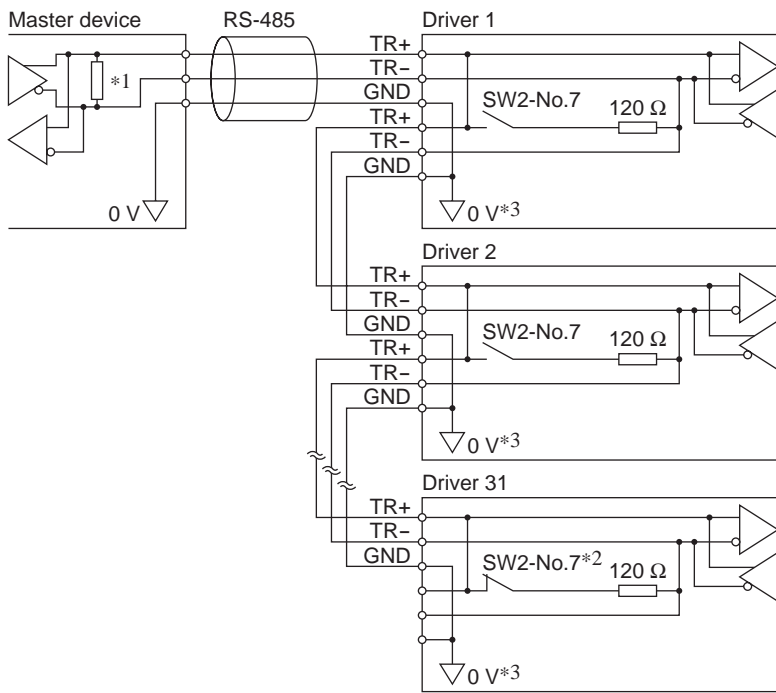 Master device
RS-485
Driver 1
*1
0 V
TR+
TR−
GND
TR+
TR−
GND
SW2-No.7
120 Ω
0 V*3
Driver 2
TR+
TR−
GND
TR+
TR−
GND
SW2-No.7
120 Ω
0 V*3
Driver 31
TR+
TR−
GND
SW2-No.7*2
120 Ω
0 V*3